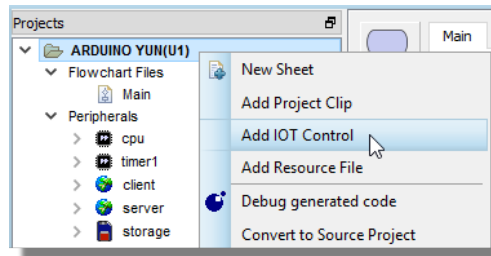 Projects
ARDUINO YUN(U1)
Flowchart Files
Main
Peripherals
cpu
timer1
client
server
storage
Main
New Sheet
Add Project Clip
Add IOT Control
Add Resource File
Debug generated code
Convert to Source Project